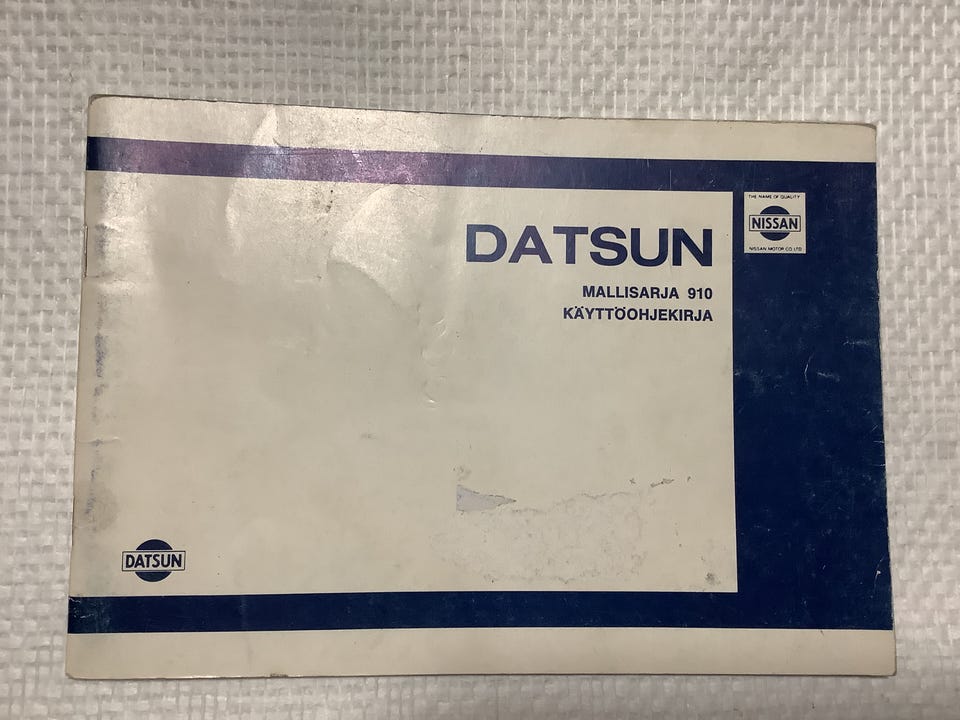 DATSUN
MALLISARJA 910
KÄYTTÖOHJEKIRJA
THE NAME OF QUALITY
NISSAN
NISSAN MOTOR CO., LTD.
DATSUN